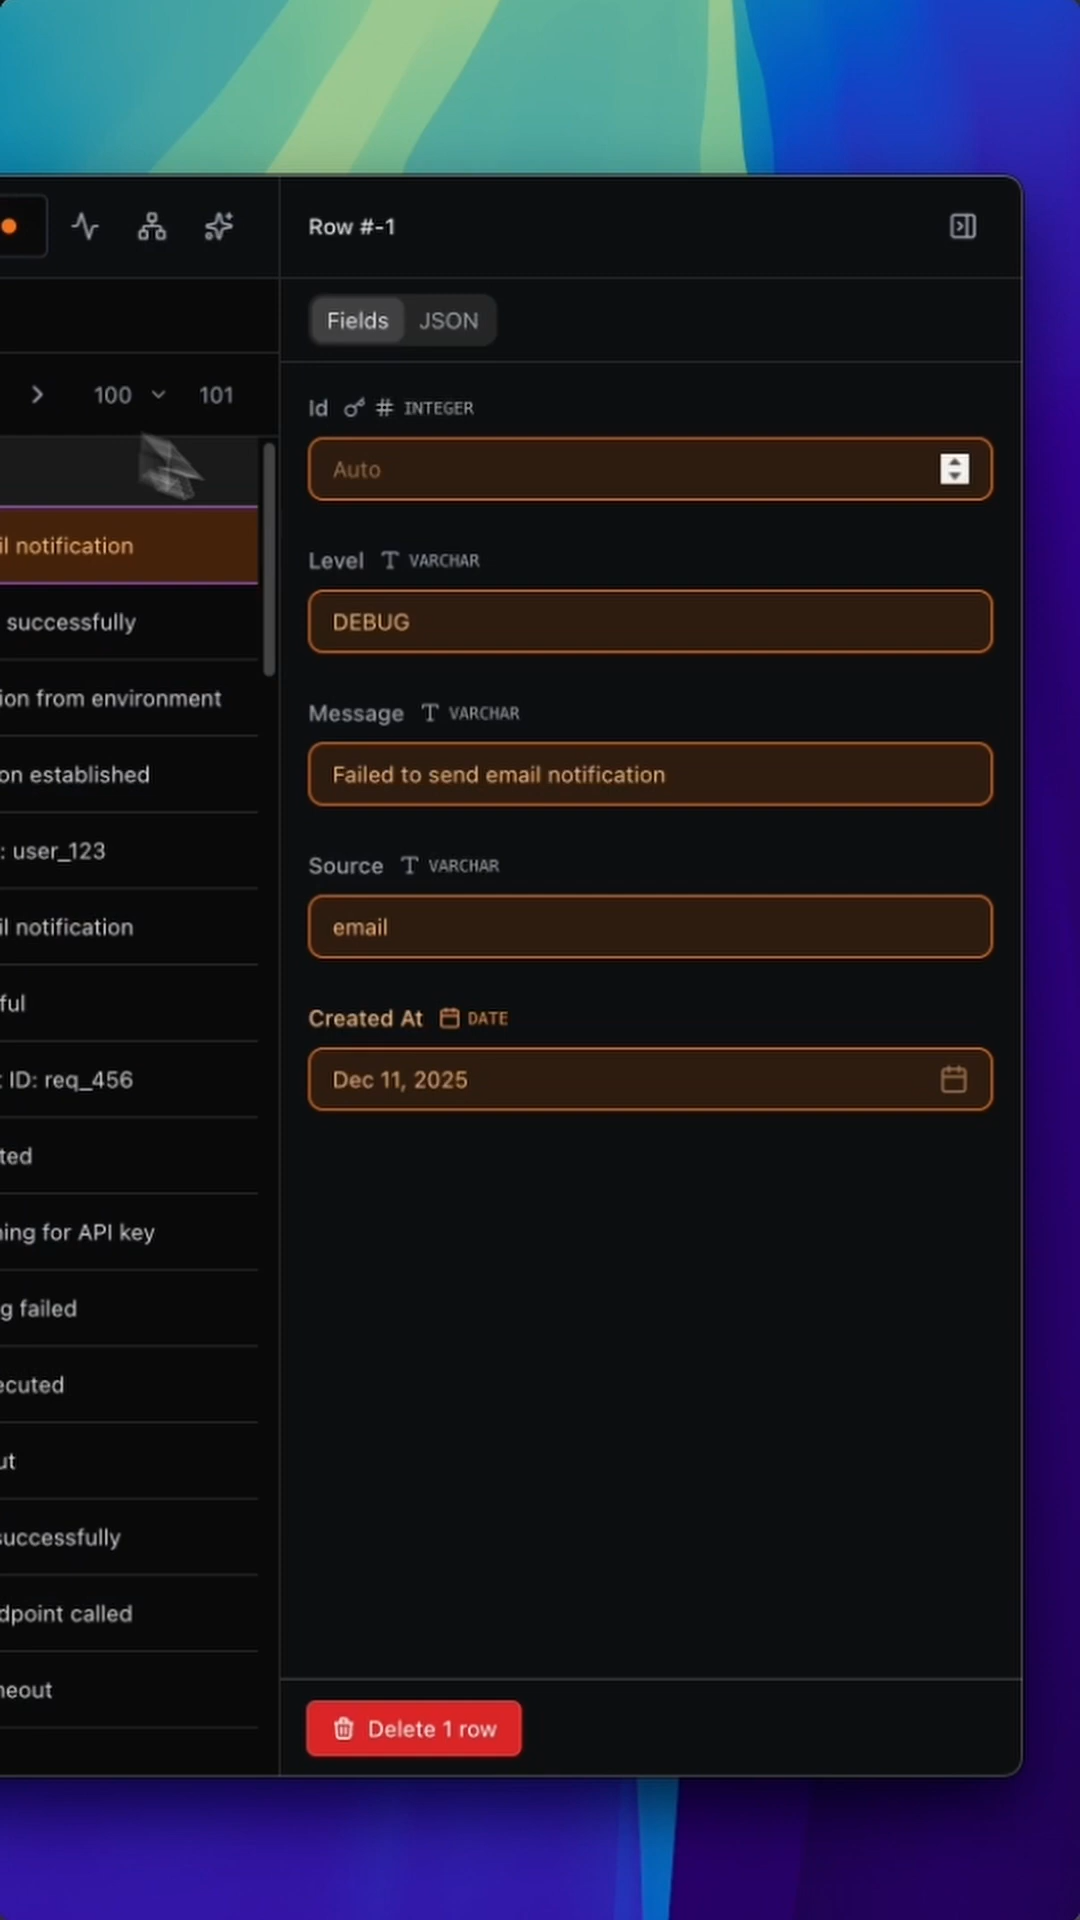 Row #-1
Fields JSON
100 101
Id # INTEGER
Auto
il notification
Level T VARCHAR
DEBUG
successfully
ion from environment
Message T VARCHAR
Failed to send email notification
on established
: user_123
Source T VARCHAR
email
il notification
ful
Created At DATE
Dec 11, 2025
: ID: req_456
ted
ning for API key
g failed
ecuted
ut
successfully
dpoint called
neout
Delete 1 row